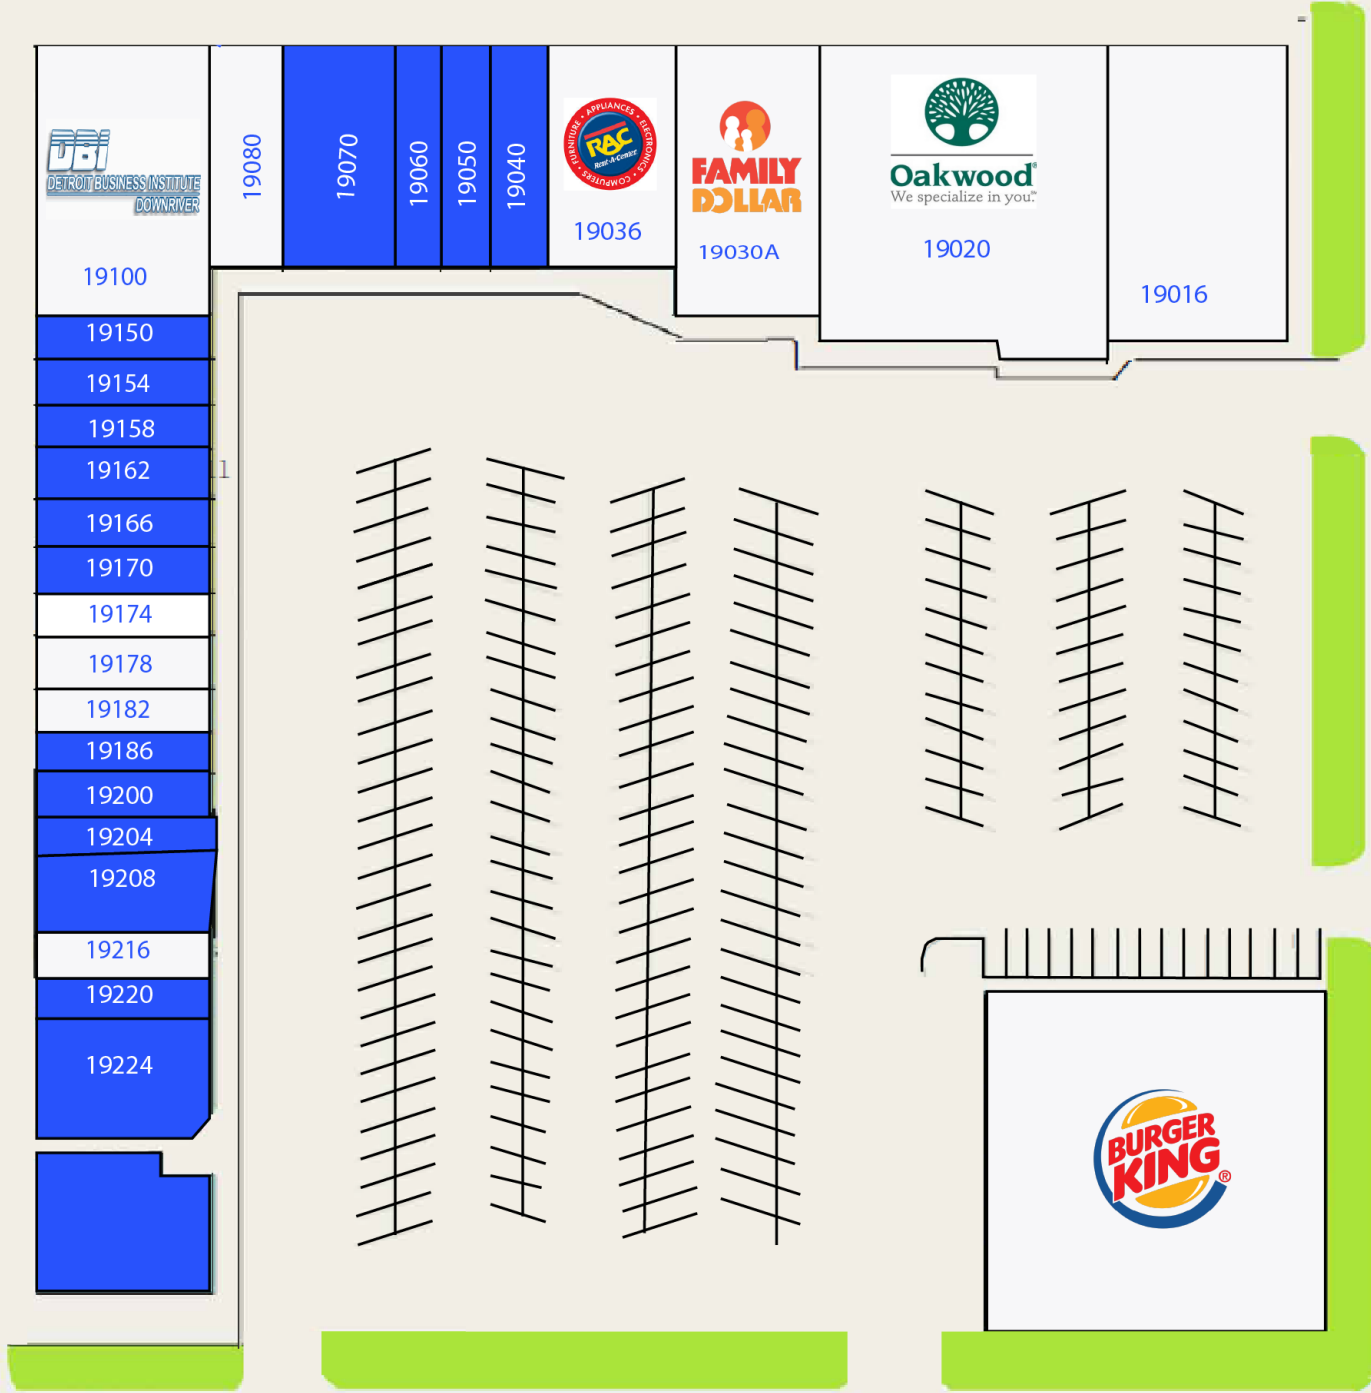 DBI
DETROIT BUSINESS INSTITUTE
DOWNRIVER
19100
19080
19070
19060
19050
19040
FURNITURE • APPLIANCES • ELECTRONICS • COMPUTERS •
RAC
Rent-A-Center
19036
FAMILY
DOLLAR
19030A
Oakwood®
We specialize in you.
19020
19016
19150
19154
19158
19162
11
19166
19170
19174
19178
19182
19186
19200
19204
19208
19216
19220
19224
BURGER
KING®